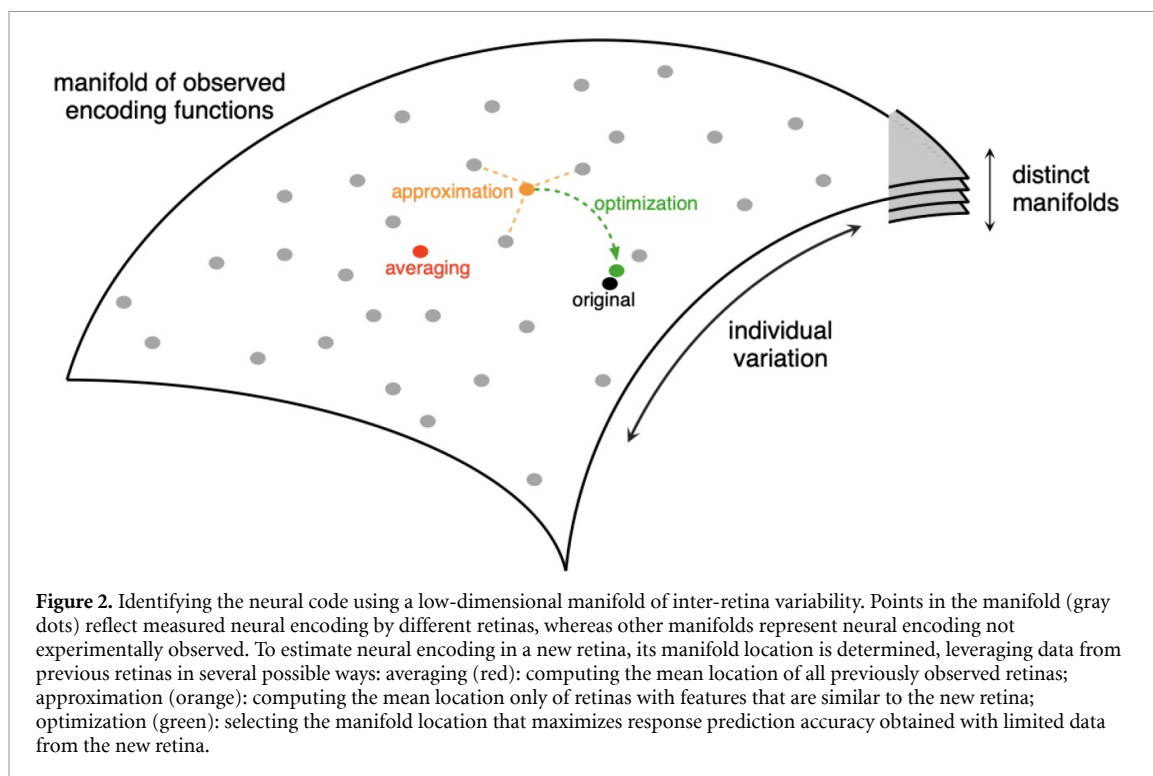 manifold of observed
encoding functions
approximation
optimization
averaging
original
distinct
manifolds
individual
variation
Figure 2. Identifying the neural code using a low-dimensional manifold of inter-retina variability. Points in the manifold (gray
dots) reflect measured neural encoding by different retinas, whereas other manifolds represent neural encoding not
experimentally observed. To estimate neural encoding in a new retina, its manifold location is determined, leveraging data from
previous retinas in several possible ways: averaging (red): computing the mean location of all previously observed retinas;
approximation (orange): computing the mean location only of retinas with features that are similar to the new retina;
optimization (green): selecting the manifold location that maximizes response prediction accuracy obtained with limited data
from the new retina.